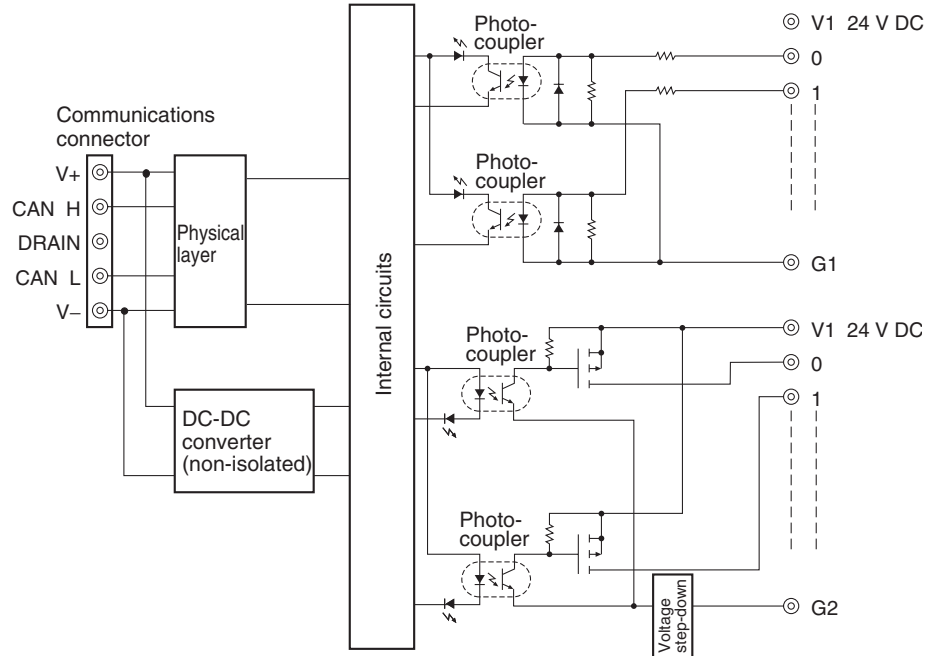 Communications
connector
V+
CAN H
DRAIN
CAN L
V–
Physical
layer
DC-DC
converter
(non-isolated)
Internal circuits
Photo-
coupler
Photo-
coupler
V1 24 V DC
0
1
G1
Photo-
coupler
Photo-
coupler
V1 24 V DC
0
1
Voltage
step-down
G2